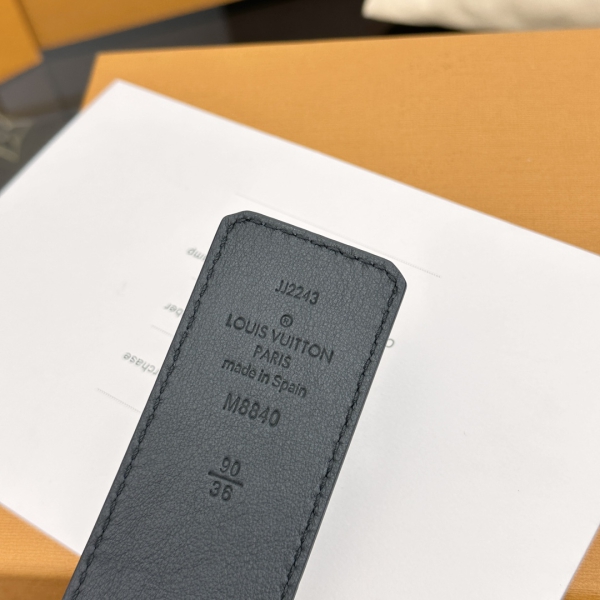 JJ2243
®
LOUIS VUITTON
PARIS
made in Spain
M8840
90
36